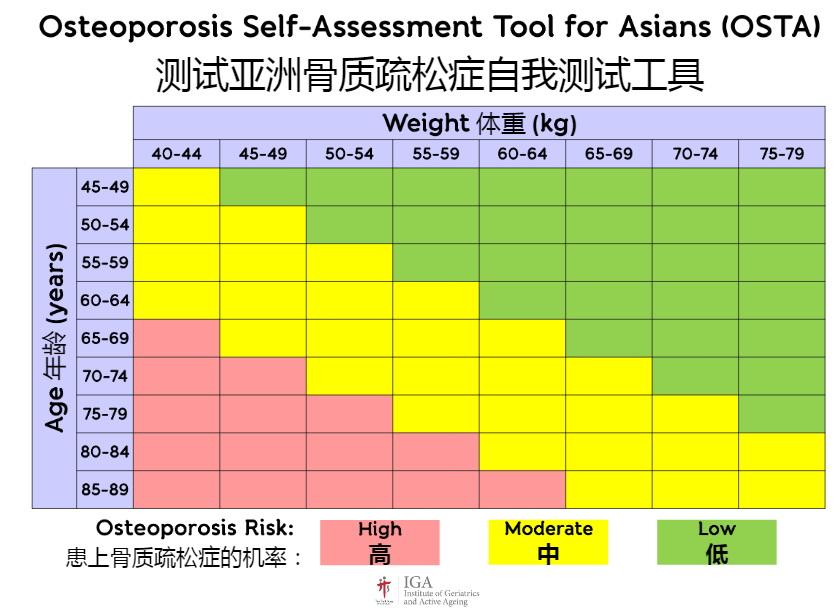 Osteoporosis Self-Assessment Tool for Asians (OSTA)
测试亚洲骨质疏松症自我测试工具
Weight 体重 (kg)
40-44 45-49 50-54 55-59 60-64 65-69 70-74 75-79
Age 年龄 (years)
45-49
50-54
55-59
60-64
65-69
70-74
75-79
80-84
85-89
Osteoporosis Risk: High Moderate Low
患上骨质疏松症的机率： 高 中 低
IGA
Institute of Geriatrics
and Active Ageing